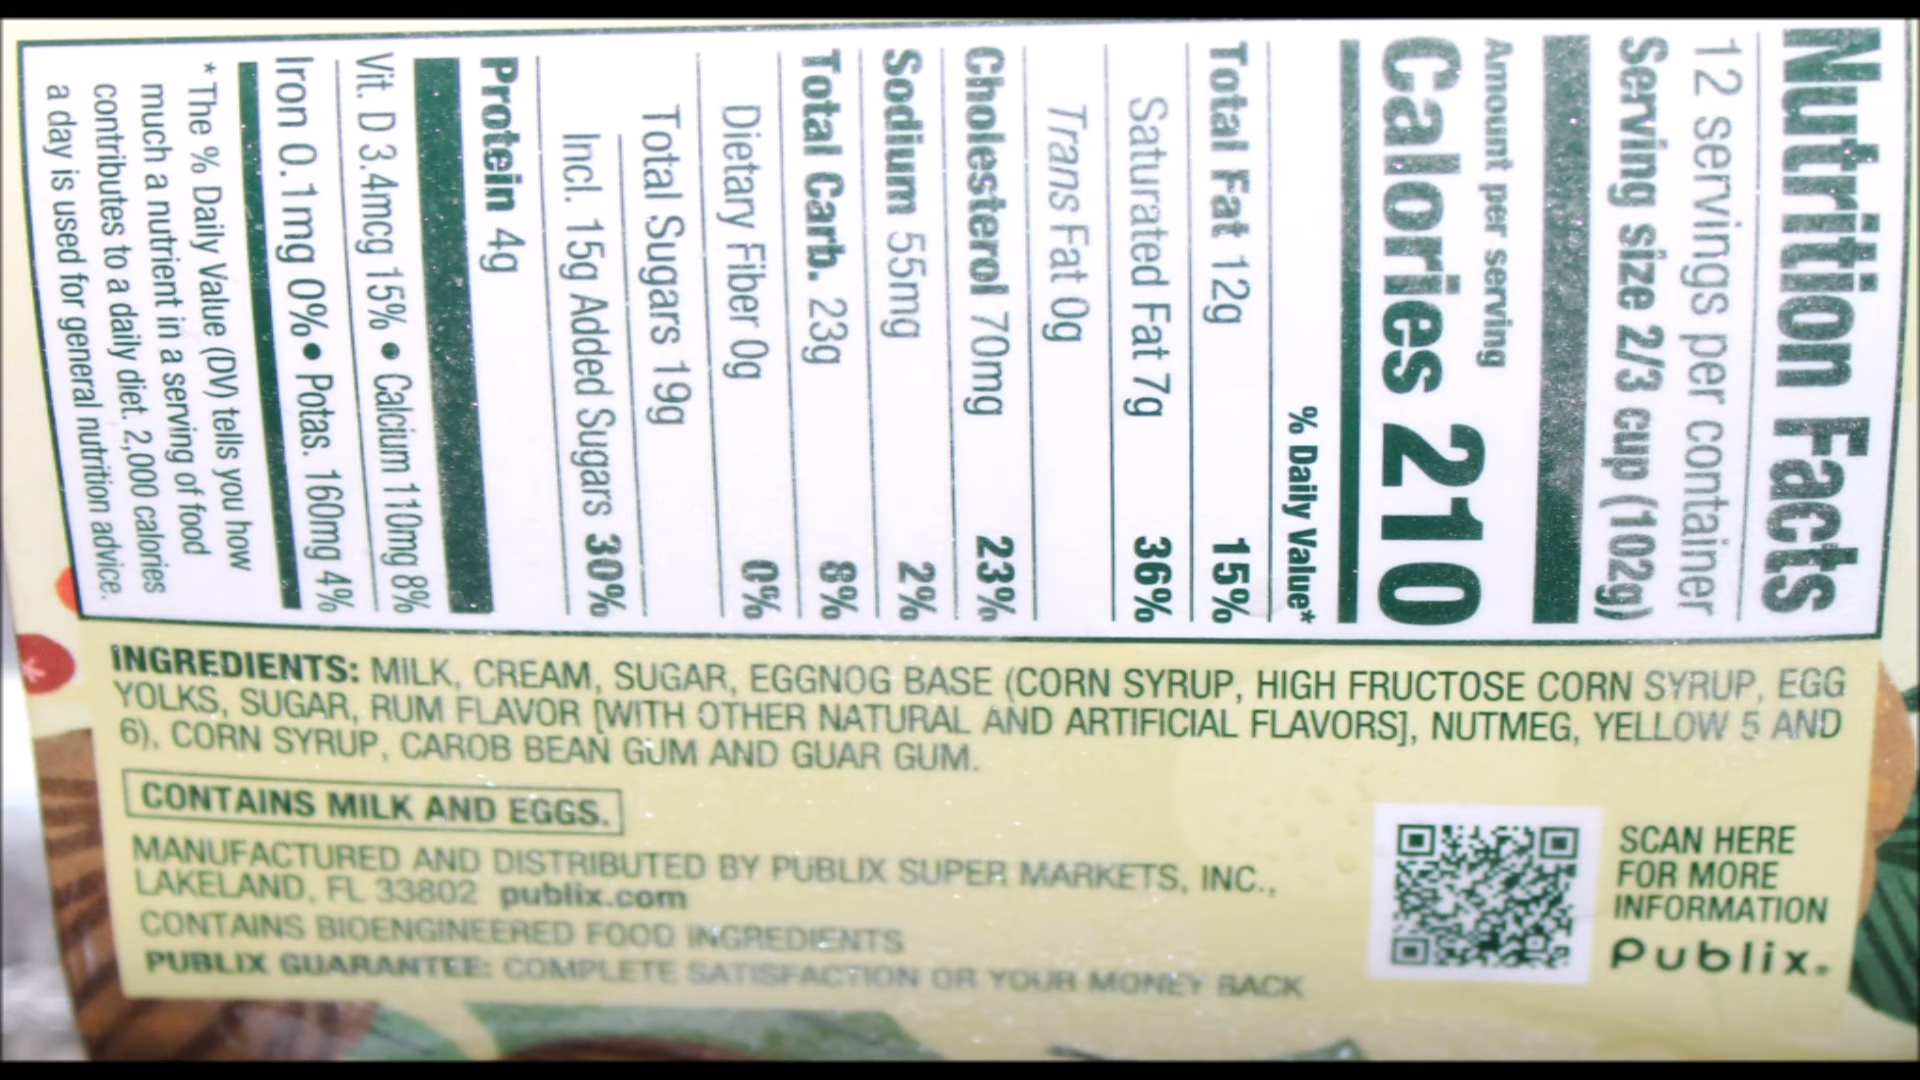 Nutrition Facts
12 servings per container
Serving size 2/3 cup (102g)
Amount per serving
Calories 210
% Daily Value*
Total Fat 12g 15%
Saturated Fat 7g 36%
Trans Fat 0g
Cholesterol 70mg 23%
Sodium 55mg 2%
Total Carb. 23g 8%
Dietary Fiber 0g 0%
Total Sugars 19g
Incl. 15g Added Sugars 30%
Protein 4g
Vit. D 3.4mcg 15% • Calcium 110mg 8%
Iron 0.1mg 0% • Potas. 160mg 4%
* The % Daily Value (DV) tells you how
much a nutrient in a serving of food
contributes to a daily diet. 2,000 calories
a day is used for general nutrition advice.
INGREDIENTS: MILK, CREAM, SUGAR, EGGNOG BASE (CORN SYRUP, HIGH FRUCTOSE CORN SYRUP, EGG
YOLKS, SUGAR, RUM FLAVOR [WITH OTHER NATURAL AND ARTIFICIAL FLAVORS], NUTMEG, YELLOW 5 AND
6), CORN SYRUP, CAROB BEAN GUM AND GUAR GUM.
CONTAINS MILK AND EGGS.
MANUFACTURED AND DISTRIBUTED BY PUBLIX SUPER MARKETS, INC.,
LAKELAND, FL 33802 publix.com
CONTAINS BIOENGINEERED FOOD INGREDIENTS
PUBLIX GUARANTEE: COMPLETE SATISFACTION OR YOUR MONEY BACK
SCAN HERE
FOR MORE
INFORMATION
Publix.